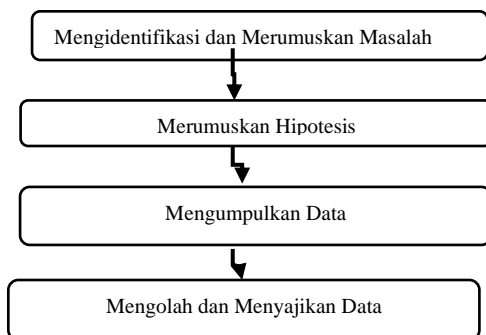 Mengidentifikasi dan Merumuskan Masalah
Merumuskan Hipotesis
Mengumpulkan Data
Mengolah dan Menyajikan Data